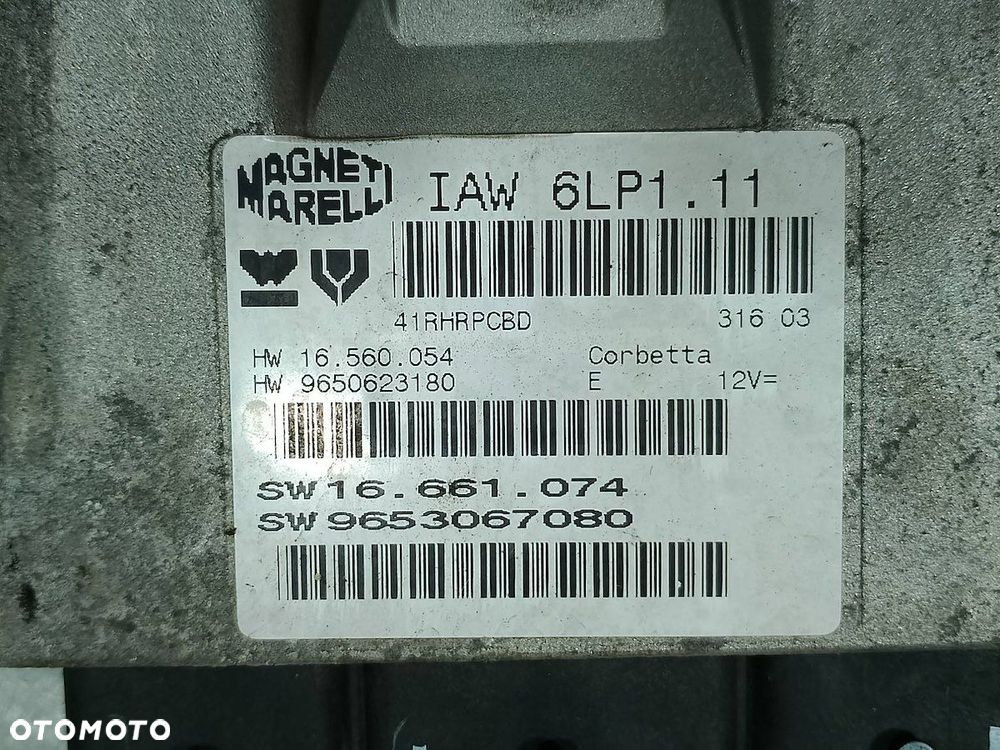 MAGNETI
MARELLI
IAW 6LP1.11
41RHRPCBD 316 03
HW 16.560.054 Corbetta
HW 9650623180 E 12V=
SW 16.661.074
SW 9653067080
OTOMOTO